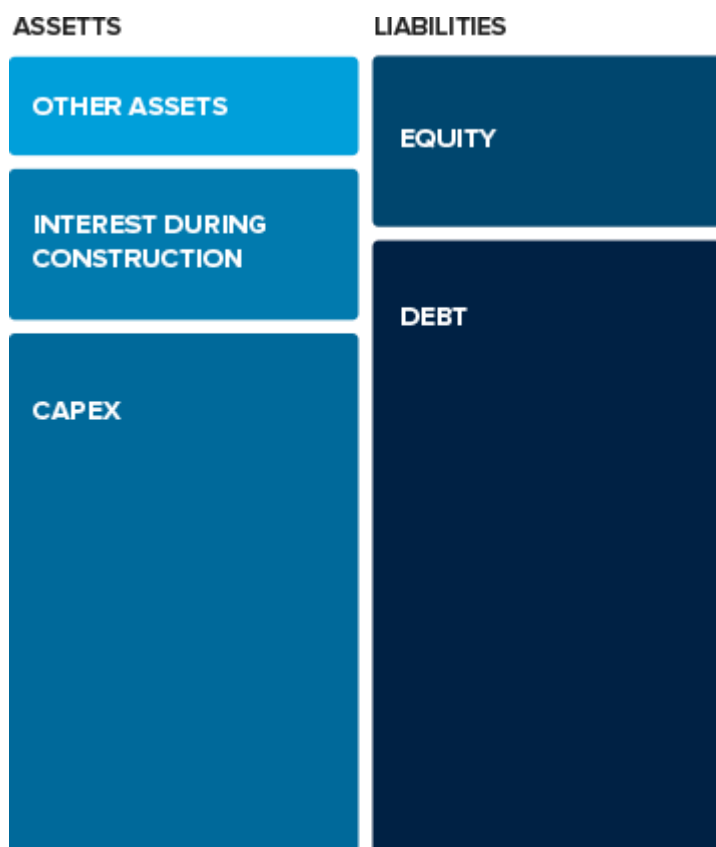 ASSETTS
OTHER ASSETS
INTEREST DURING
CONSTRUCTION
CAPEX
LIABILITIES
EQUITY
DEBT